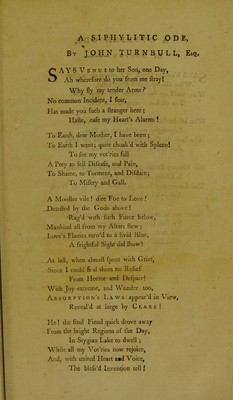 A SIPHYLITIC ODE,
By JOHN TURNBULL, Esq.
SAYS VENUS to her Son, one Day,
Ah wherefore do you from me stray!
Why fly my tender Arms?
No common Incident, I fear,
Has made you such a stranger here;
Haste, ease my Heart's Alarms!
To Earth, dear Mother, I have been;
To Earth I went; quite choak'd with Spleen!
To see my vot'ries fall
A Prey to fell Disease, and Pain,
To Shame, to Torment, and Disdain;
To Misery and Gall.
A Monster vile! dire Foe to Love!
Detested by the Gods above!
Rag'd with such Force below,
Mankind all from my Altars flew;
Love's Flames turn'd to a livid Blue,
A frightful Sight did show!
At last, when almost spent with Grief,
Since I could find them no Relief
From Horror and Despair!
With Joy extreme, and Wonder too,
ABSORPTION's LAWS appear'd in View,
Reveal'd at large by CLARE!
He! the foul Fiend quick drove away
From the bright Regions of the Day,
In Stygian Lake to dwell;
While all my Vot'ries now rejoice,
And, with united Heart and Voice,
The bless'd Invention tell!